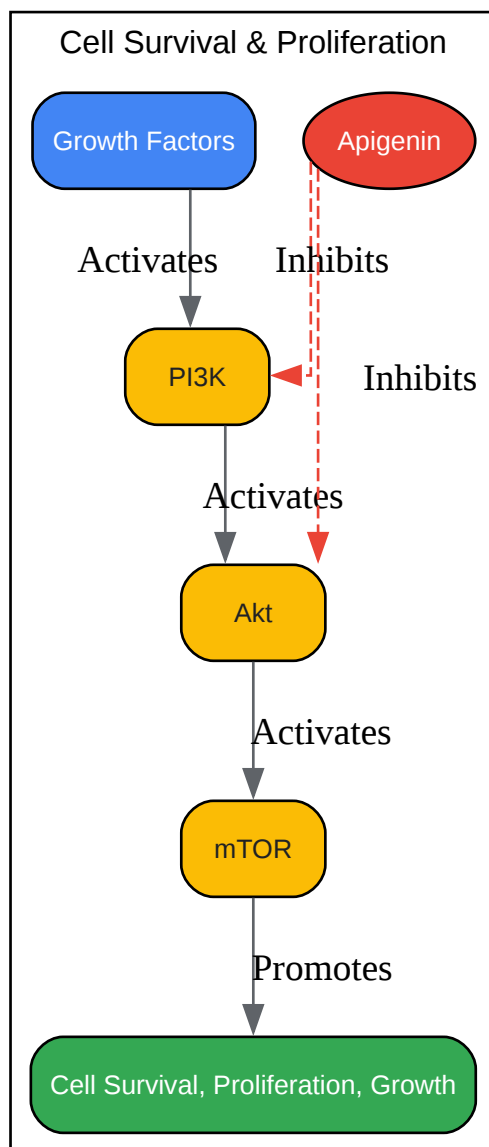 Cell Survival & Proliferation
Growth Factors
Apigenin
Activates
Inhibits
PI3K
Inhibits
Activates
Akt
Activates
mTOR
Promotes
Cell Survival, Proliferation, Growth